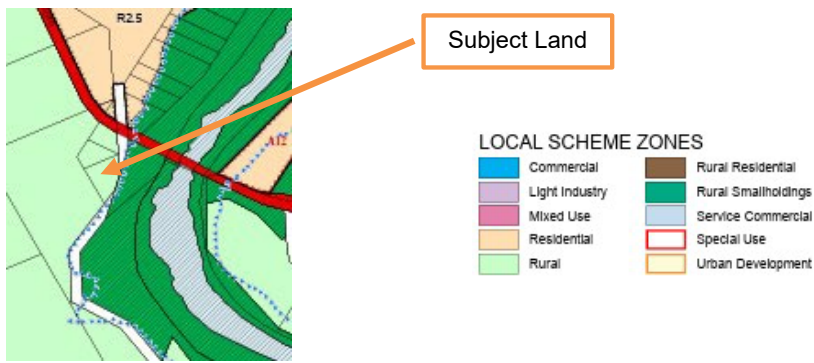 R2.5
Subject Land
A12
LOCAL SCHEME ZONES
Commercial
Rural Residential
Light Industry
Rural Smallholdings
Mixed Use
Service Commercial
Residential
Special Use
Rural
Urban Development